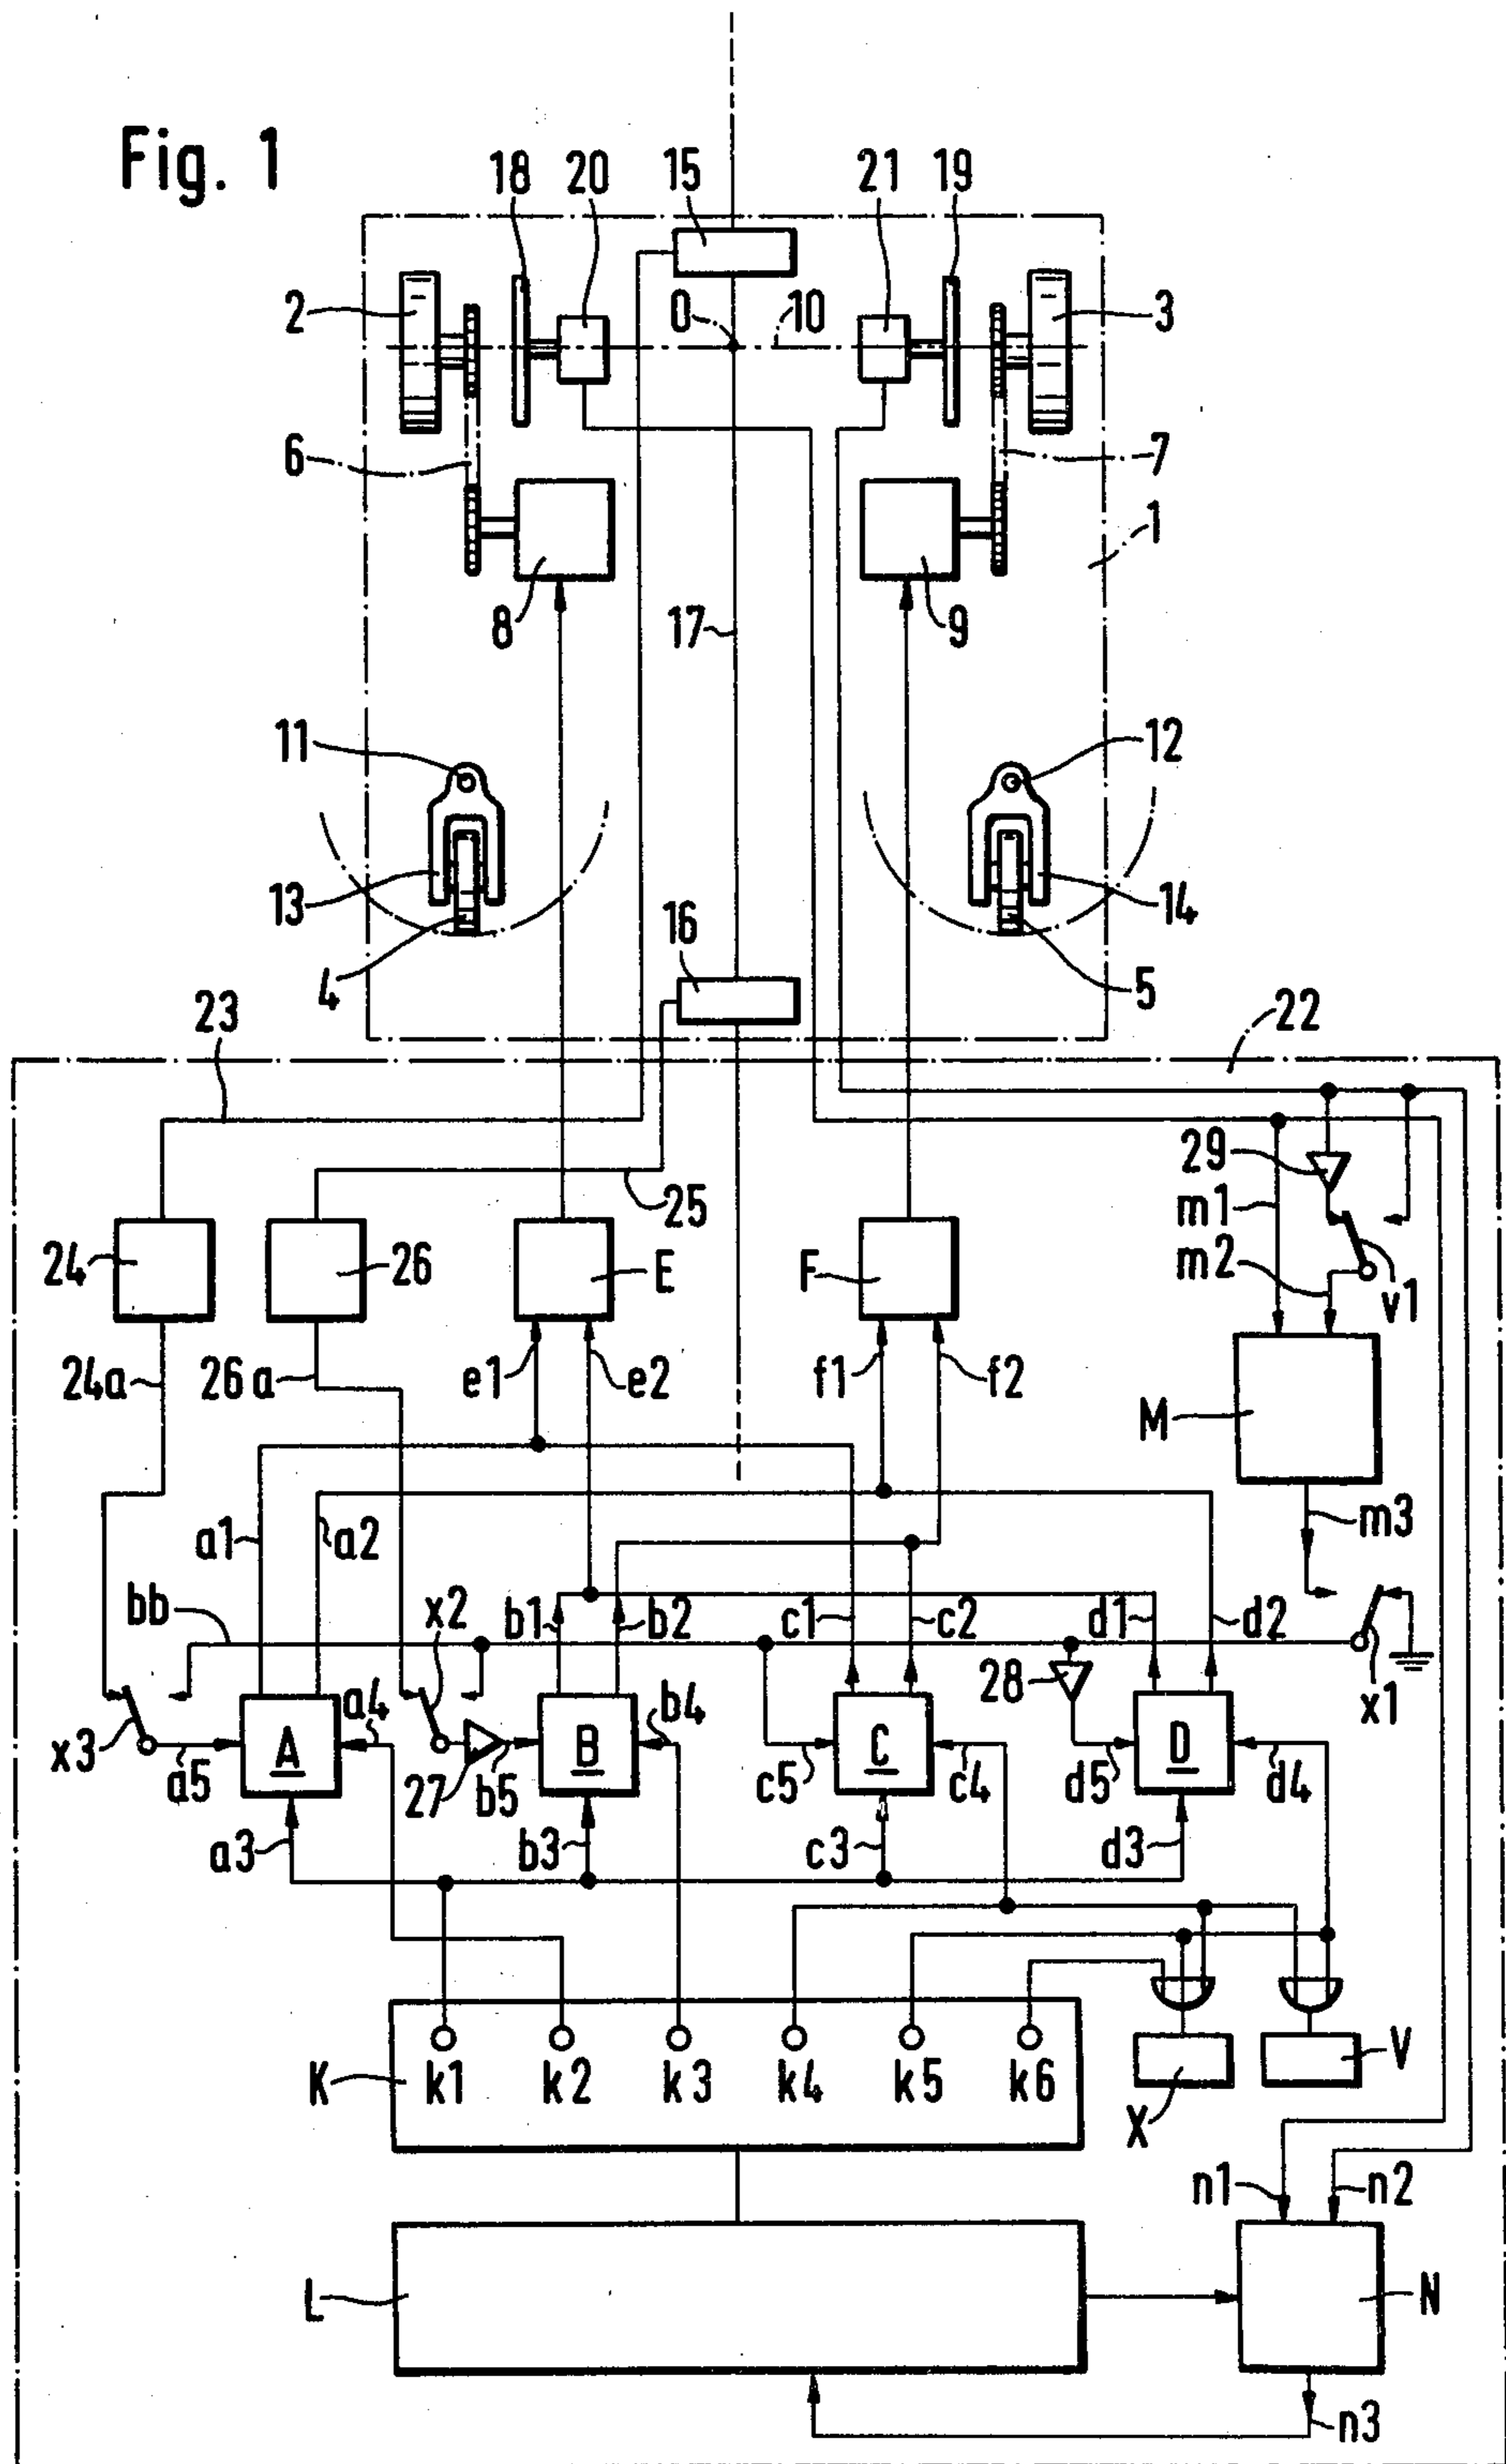 Fig. 1
18 20 15 21 19
2 0 10 3
6 7
1
8 17 9
11 12
13 14
16
4 5
23 22
29
25 m1
24 26 E F m2 v1
24a 26a e1 e2 f1 f2
M
a1 a2 m3
bb x2 b1 b2 c1 c2 d1 d2
28
a4 b4 x1
x3 A B C D
a5 27 b5 c5 c4 d5 d4
a3 b3 c3 d3
K k1 k2 k3 k4 k5 k6 V
X
n1 n2
L N
n3